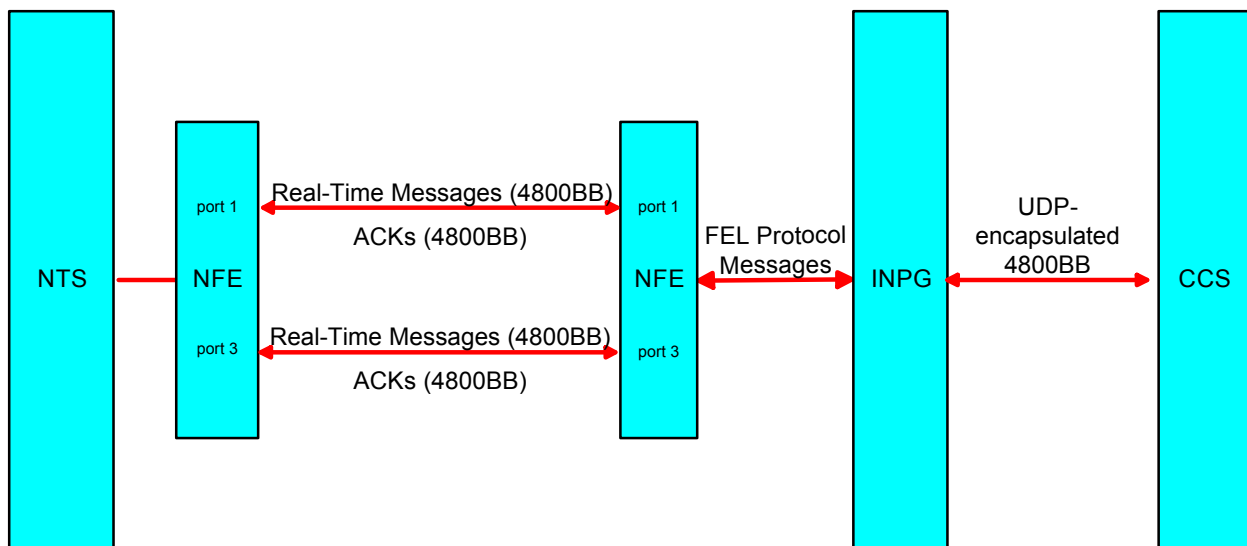 NTS
port 1
NFE
port 3
Real-Time Messages (4800BB)
ACKs (4800BB)
Real-Time Messages (4800BB)
ACKs (4800BB)
port 1
NFE
port 3
FEL Protocol
Messages
INPG
UDP-
encapsulated
4800BB
CCS